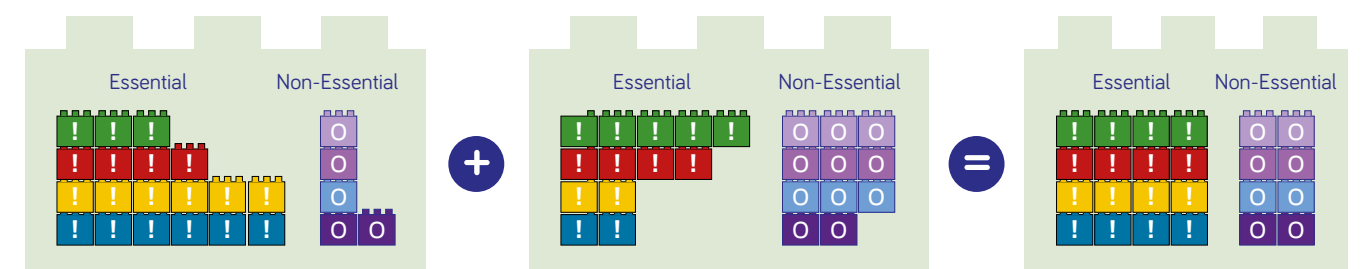 Essential Non-Essential
! ! ! O
! ! ! ! O
! ! ! ! ! ! O
! ! ! ! ! ! O O
+
Essential Non-Essential
! ! ! ! ! O O O
! ! ! ! O O O
! ! O O O
! ! O O
=
Essential Non-Essential
! ! ! ! O O
! ! ! ! O O
! ! ! ! O O
! ! ! ! O O